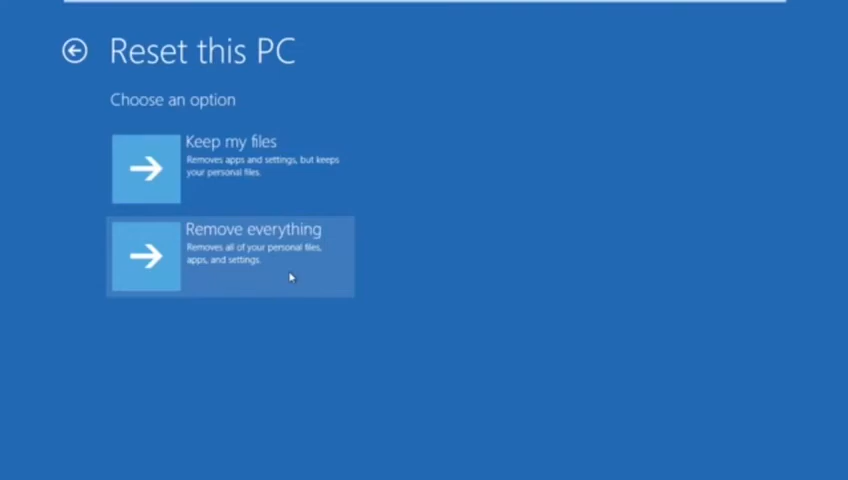 Reset this PC
Choose an option
Keep my files
Removes apps and settings, but keeps
your personal files.
Remove everything
Removes all of your personal files,
apps, and settings.